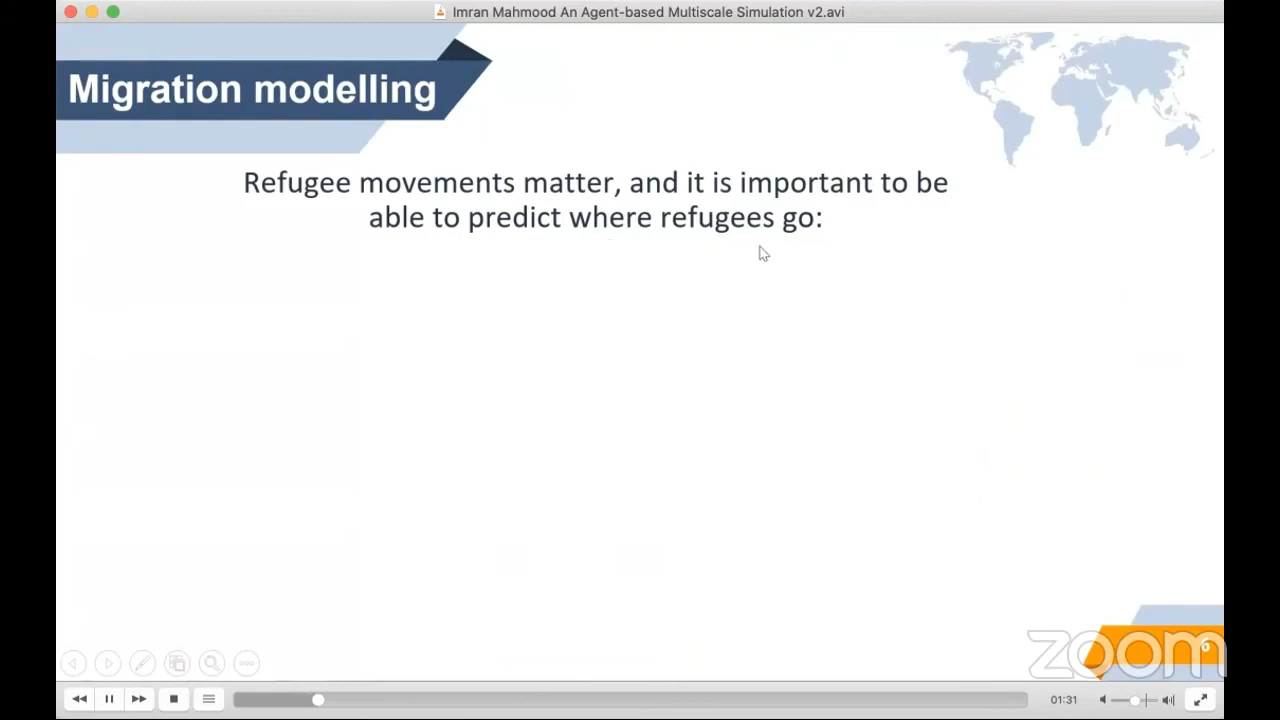 Imran Mahmood An Agent-based Multiscale Simulation v2.avi
Migration modelling
Refugee movements matter, and it is important to be
able to predict where refugees go:
6
zoom
01:31